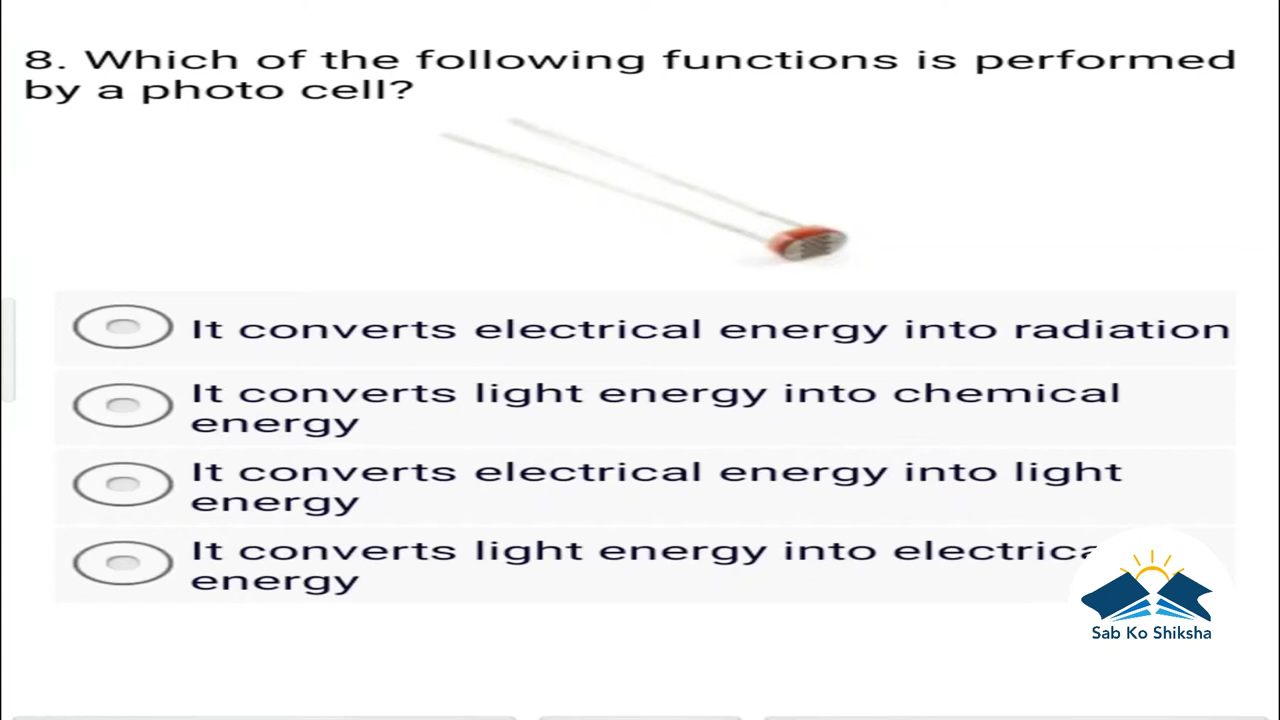 8. Which of the following functions is performed
by a photo cell?
It converts electrical energy into radiation
It converts light energy into chemical
energy
It converts electrical energy into light
energy
It converts light energy into
energy
Sab Ko Shiksha